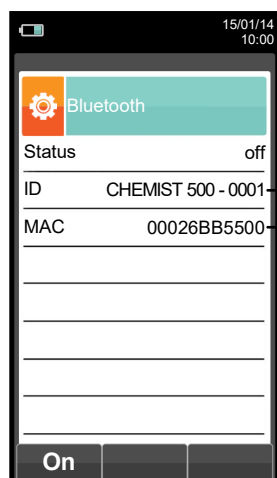 15/01/14
10:00
Bluetooth
Status off
ID CHEMIST 500 - 0001
MAC 00026BB5500
On